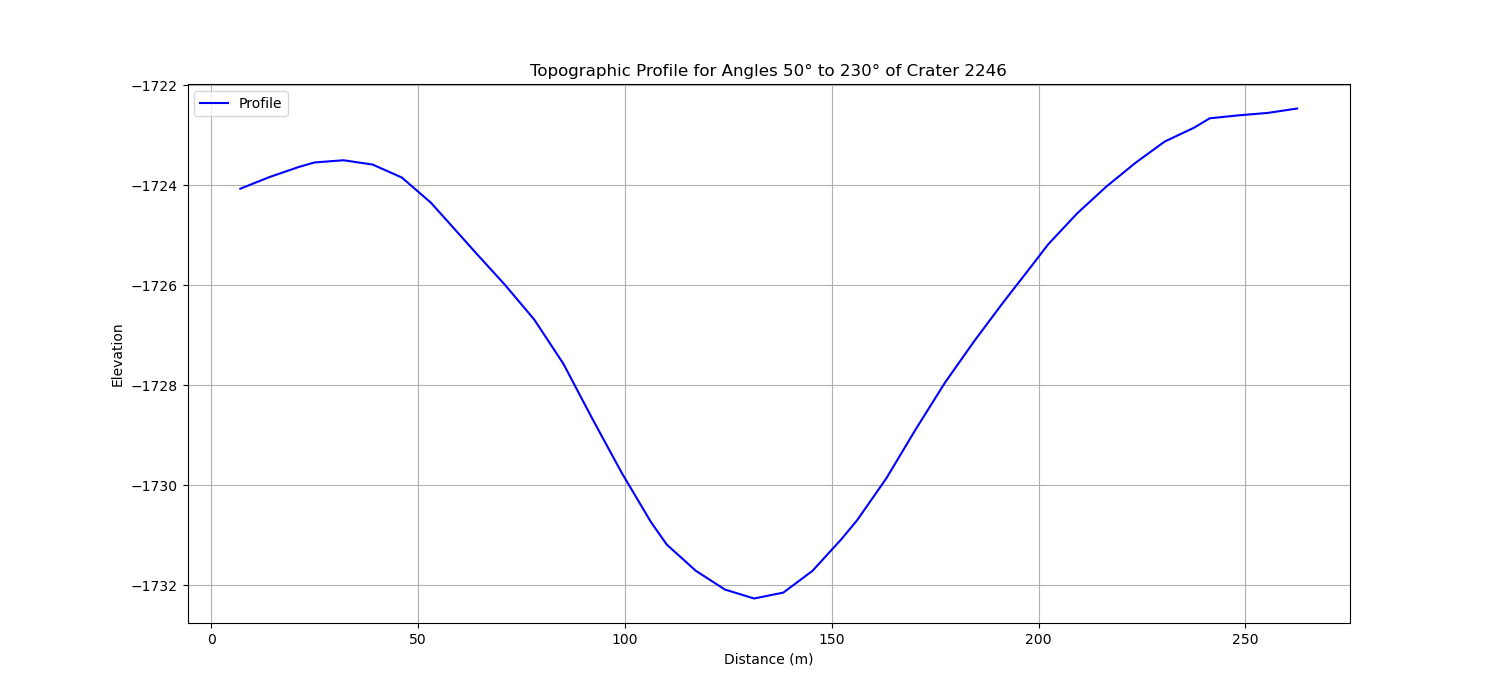 Topographic Profile for Angles 50° to 230° of Crater 2246
Profile
−1722
−1724
−1726
−1728
−1730
−1732
Elevation
0 50 100 150 200 250
Distance (m)